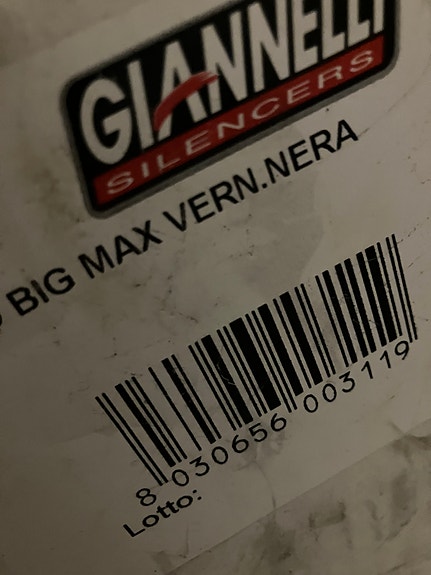 GIANNELLI
SILENCERS
BIG MAX VERN.NERA
8 030656 003119
Lotto: